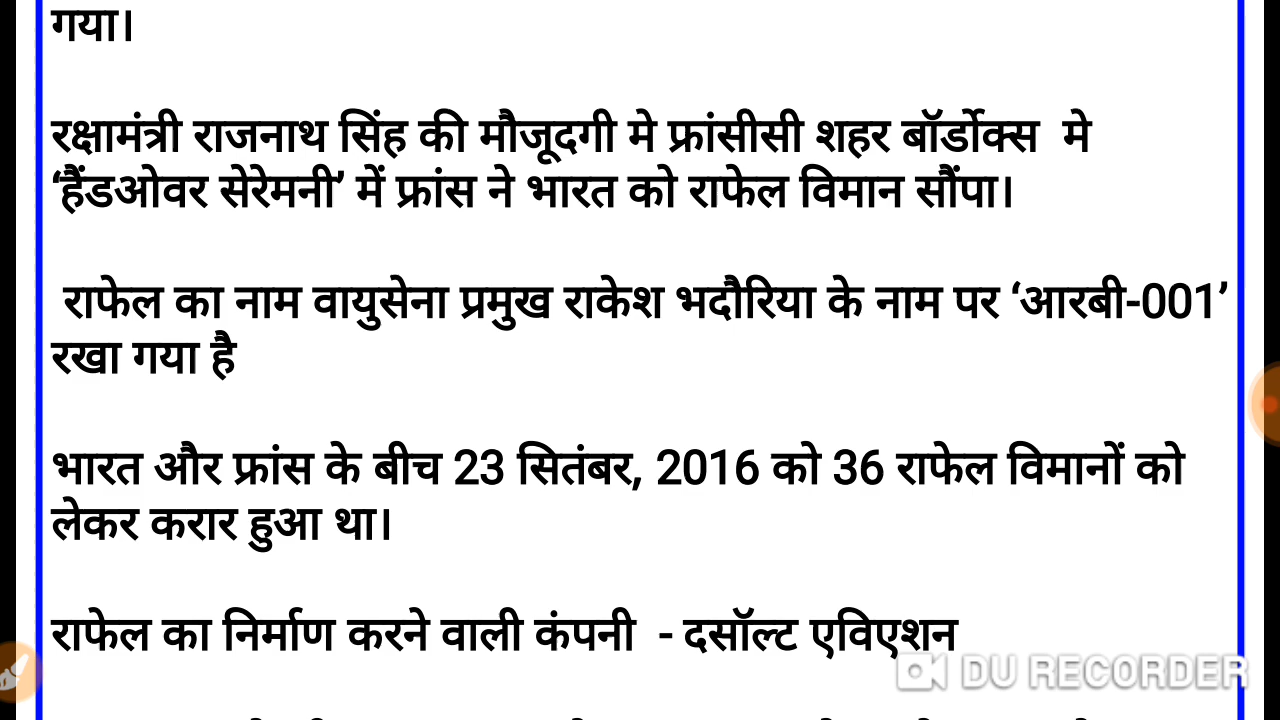 गया।
रक्षामंत्री राजनाथ सिंह की मौजूदगी मे फ्रांसीसी शहर बॉर्डोक्स मे
‘हैंडओवर सेरेमनी’ में फ्रांस ने भारत को राफेल विमान सौंपा।
राफेल का नाम वायुसेना प्रमुख राकेश भदौरिया के नाम पर ‘आरबी-001’
रखा गया है
भारत और फ्रांस के बीच 23 सितंबर, 2016 को 36 राफेल विमानों को
लेकर करार हुआ था।
राफेल का निर्माण करने वाली कंपनी - दसॉल्ट एविएशन
DU RECORDER